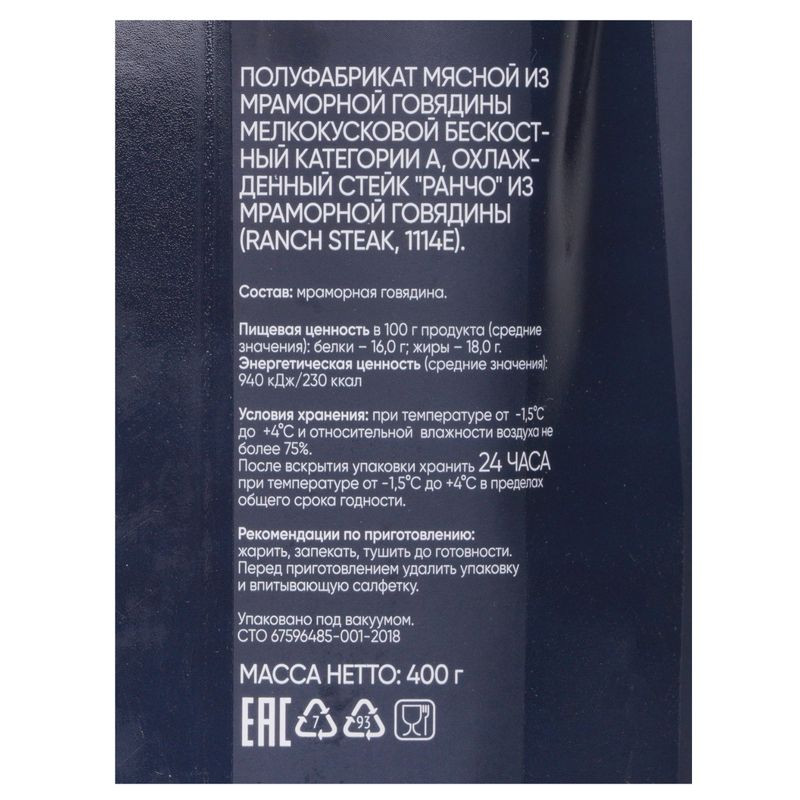 ПОЛУФАБРИКАТ МЯСНОЙ ИЗ
МРАМОРНОЙ ГОВЯДИНЫ
МЕЛКОКУСКОВОЙ БЕСКОСТ-
НЫЙ КАТЕГОРИИ А, ОХЛАЖ-
ДЕННЫЙ СТЕЙК "РАНЧО" ИЗ
МРАМОРНОЙ ГОВЯДИНЫ
(RANCH STEAK, 1114E).
Состав: мраморная говядина.
Пищевая ценность в 100 г продукта (средние
значения): белки – 16,0 г; жиры – 18,0 г.
Энергетическая ценность (средние значения):
940 кДж/230 ккал
Условия хранения: при температуре от -1,5°С
до +4°С и относительной влажности воздуха не
более 75%.
После вскрытия упаковки хранить 24 ЧАСА
при температуре от -1,5°С до +4°С в пределах
общего срока годности.
Рекомендации по приготовлению:
жарить, запекать, тушить до готовности.
Перед приготовлением удалить упаковку
и впитывающую салфетку.
Упаковано под вакуумом.
СТО 67596485-001-2018
МАССА НЕТТО: 400 г
EAC 7 93